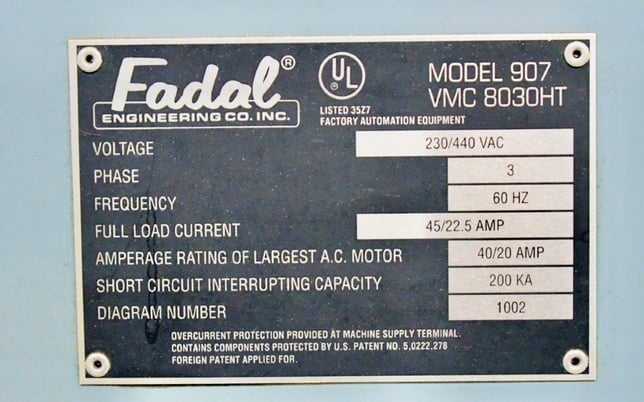 Fadal®
ENGINEERING CO. INC.
UL®
LISTED 35Z7
FACTORY AUTOMATION EQUIPMENT
MODEL 907
VMC 8030HT
VOLTAGE 230/440 VAC
PHASE 3
FREQUENCY 60 HZ
FULL LOAD CURRENT 45/22.5 AMP
AMPERAGE RATING OF LARGEST A.C. MOTOR 40/20 AMP
SHORT CIRCUIT INTERRUPTING CAPACITY 200 KA
DIAGRAM NUMBER 1002
OVERCURRENT PROTECTION PROVIDED AT MACHINE SUPPLY TERMINAL.
CONTAINS COMPONENTS PROTECTED BY U.S. PATENT NO. 5,0222,278
FOREIGN PATENT APPLIED FOR.